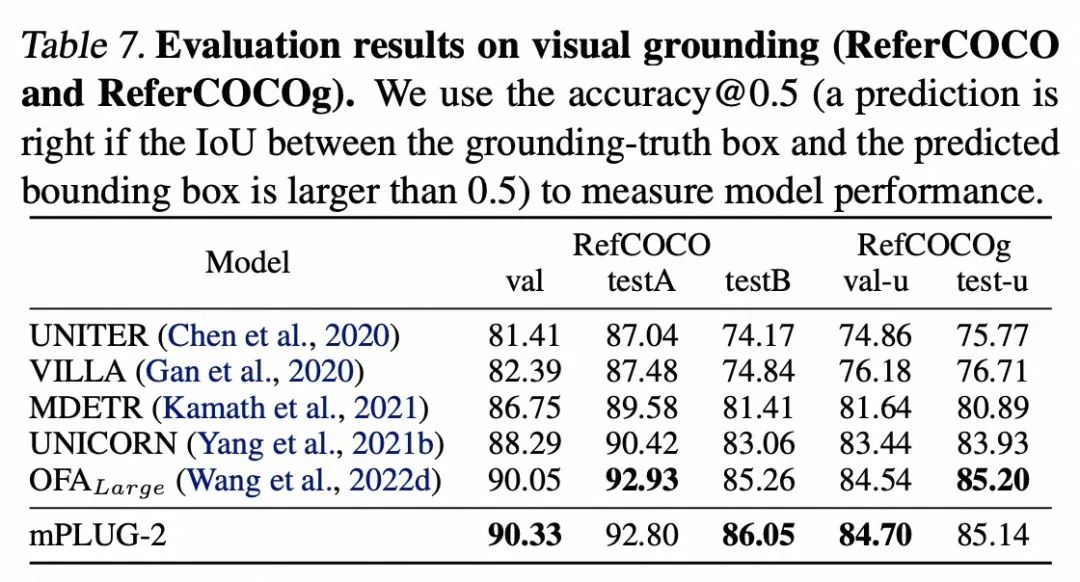 Table 7. Evaluation results on visual grounding (ReferCOCO
and ReferCOCOg). We use the accuracy@0.5 (a prediction is
right if the IoU between the grounding-truth box and the predicted
bounding box is larger than 0.5) to measure model performance.
Model RefCOCO RefCOCOg
val testA testB val-u test-u
UNITER (Chen et al., 2020) 81.41 87.04 74.17 74.86 75.77
VILLA (Gan et al., 2020) 82.39 87.48 74.84 76.18 76.71
MDETR (Kamath et al., 2021) 86.75 89.58 81.41 81.64 80.89
UNICORN (Yang et al., 2021b) 88.29 90.42 83.06 83.44 83.93
OFALarge (Wang et al., 2022d) 90.05 92.93 85.26 84.54 85.20
mPLUG-2 90.33 92.80 86.05 84.70 85.14